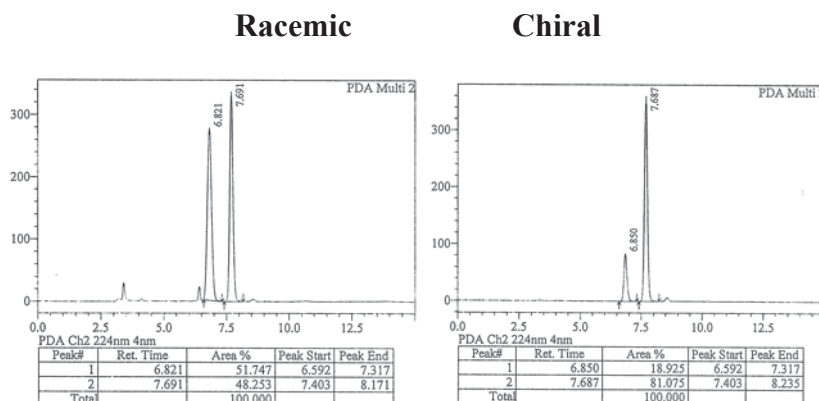 Racemic Chiral
PDA Multi 2
6.821
7.691
300
200
100
0
0.0 2.5 5.0 7.5 10.0 12.5
PDA Ch2 224nm 4nm
Peak# Ret. Time Area % Peak Start Peak End
1 6.821 51.747 6.592 7.317
2 7.691 48.253 7.403 8.171
Total 100.000
PDA Multi
6.850
7.687
300
200
100
0
0.0 2.5 5.0 7.5 10.0 12.5
PDA Ch2 224nm 4nm
Peak# Ret. Time Area % Peak Start Peak End
1 6.850 18.925 6.592 7.317
2 7.687 81.075 7.403 8.235
Total 100.000